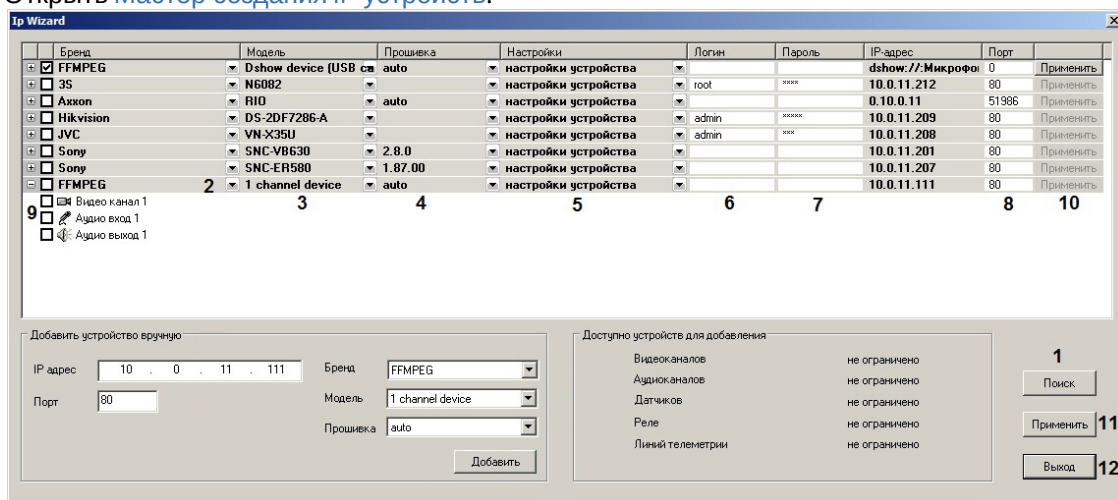 Открыть Мастер создания IP-устройств.
Ip Wizard
Бренд Модель Прошивка Настройки Логин Пароль IP-адрес Порт
FFMPEG Dshow device (USB ca auto настройки устройства dshow://:Микрофо 0 Применить
3S N6082 настройки устройства root **** 10.0.11.212 80 Применить
Axxon RIO auto настройки устройства 0.10.0.11 51986 Применить
Hikvision DS-2DF7286-A настройки устройства admin ***** 10.0.11.209 80 Применить
JVC VN-X35U настройки устройства admin *** 10.0.11.208 80 Применить
Sony SNC-VB630 2.8.0 настройки устройства 10.0.11.201 80 Применить
Sony SNC-ER580 1.87.00 настройки устройства 10.0.11.207 80 Применить
FFMPEG 2 1 channel device auto настройки устройства 10.0.11.111 80 Применить
Видео канал 1 3 4 5 6 7 8 10
9 Аудио вход 1
Аудио выход 1
Добавить устройство вручную Доступно устройств для добавления
IP адрес 10 . 0 . 11 . 111 Бренд FFMPEG Видеоканалов не ограничено 1
Порт 80 Модель 1 channel device Аудиоканалов не ограничено Поиск
Датчиков не ограничено
Прошивка auto Реле не ограничено Применить 11
Линий телеметрии не ограничено
Добавить Выход 12